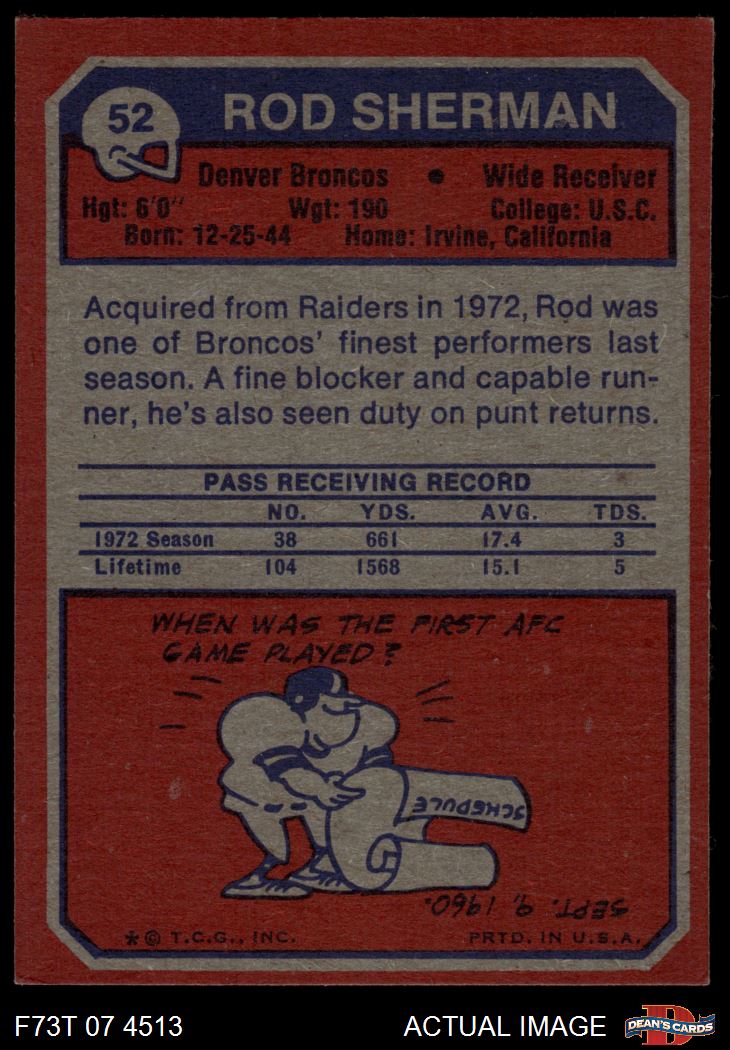 52
ROD SHERMAN
Denver Broncos • Wide Receiver
Hgt: 6'0" Wgt: 190 College: U.S.C.
Born: 12-25-44 Home: Irvine, California
Acquired from Raiders in 1972, Rod was
one of Broncos' finest performers last
season. A fine blocker and capable run-
ner, he's also seen duty on punt returns.
PASS RECEIVING RECORD
NO. YDS. AVG. TDS.
1972 Season 38 661 17.4 3
Lifetime 104 1568 15.1 5
WHEN WAS THE FIRST AFC
GAME PLAYED?
SCHEDULE
SEPT. 9, 1960.
* © T.C.G., INC. PRTD. IN U.S.A.
F73T 07 4513 ACTUAL IMAGE
D
DEAN'S CARDS